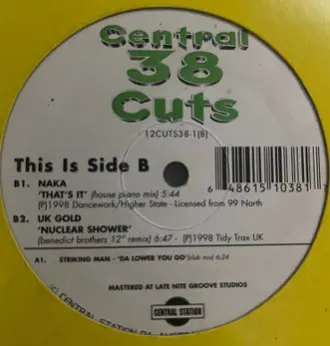 Central
38
Cuts
12CUTS38-1[B]
This Is Side B
6 48615 10381
B1. NAKA
'THAT'S IT' (house piano mix) 5:44
(P)1998 Dancework/Higher State - Licensed from 99 North
B2. UK GOLD
'NUCLEAR SHOWER'
(benedict brothers 12" remix) 6:47 - (P)1998 Tidy Trax UK
A1. STRIKING MAN - 'DA LOWER YOU GO' (club mix) 6:24
MASTERED AT LATE NITE GROOVE STUDIOS
CENTRAL STATION
(C) CENTRAL STATION